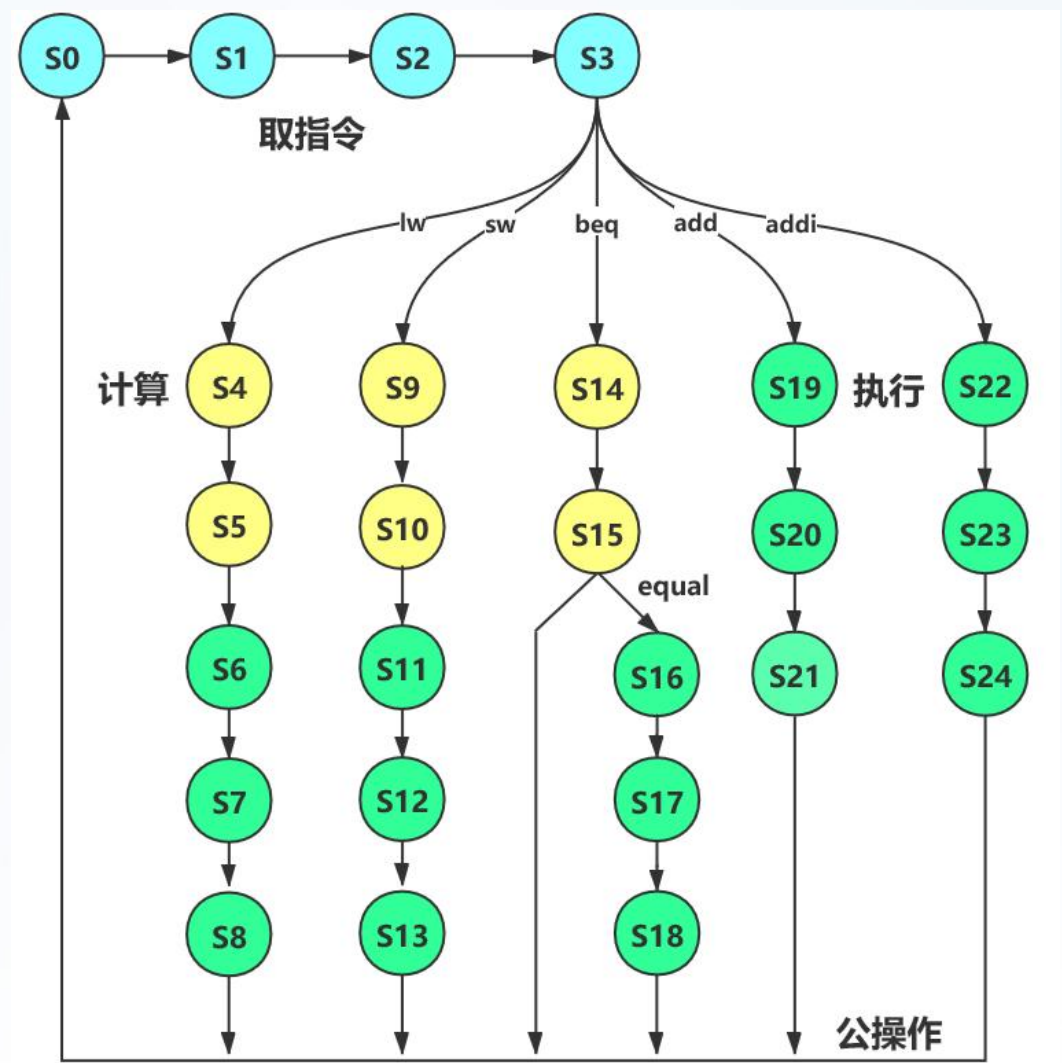 S0
S1
S2
S3
取指令
lw
sw
beq
add
addi
计算
S4
S9
S14
S19
执行
S22
S5
S10
S15
S20
S23
equal
S6
S11
S16
S21
S24
S7
S12
S17
S8
S13
S18
公操作